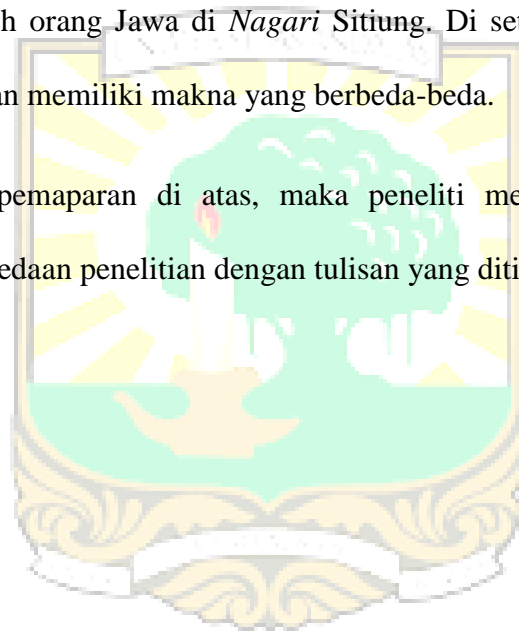 h orang Jawa di Nagari Sitiung. Di set
an memiliki makna yang berbeda-beda.
pemaparan di atas, maka peneliti me
edaan penelitian dengan tulisan yang diti